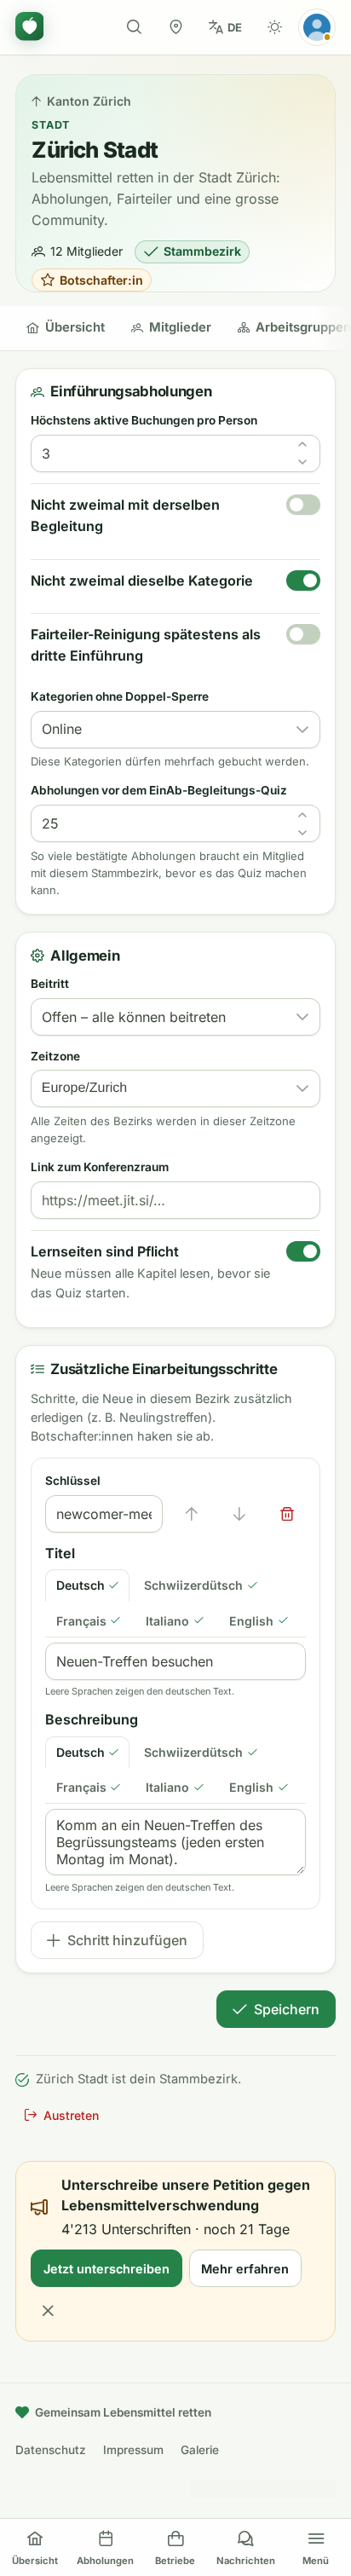 DE
Kanton Zürich
STADT
Zürich Stadt
Lebensmittel retten in der Stadt Zürich:
Abholungen, Fairteiler und eine grosse
Community.
12 Mitglieder Stammbezirk
Botschafter:in
Übersicht Mitglieder Arbeitsgruppen
Einführungsabholungen
Höchstens aktive Buchungen pro Person
3
Nicht zweimal mit derselben
Begleitung
Nicht zweimal dieselbe Kategorie
Fairteiler-Reinigung spätestens als
dritte Einführung
Kategorien ohne Doppel-Sperre
Online
Diese Kategorien dürfen mehrfach gebucht werden.
Abholungen vor dem EinAb-Begleitungs-Quiz
25
So viele bestätigte Abholungen braucht ein Mitglied
mit diesem Stammbezirk, bevor es das Quiz machen
kann.
Allgemein
Beitritt
Offen – alle können beitreten
Zeitzone
Europe/Zurich
Alle Zeiten des Bezirks werden in dieser Zeitzone
angezeigt.
Link zum Konferenzraum
https://meet.jit.si/…
Lernseiten sind Pflicht
Neue müssen alle Kapitel lesen, bevor sie
das Quiz starten.
Zusätzliche Einarbeitungsschritte
Schritte, die Neue in diesem Bezirk zusätzlich
erledigen (z. B. Neulingstreffen).
Botschafter:innen haken sie ab.
Schlüssel
newcomer-mee
Titel
Deutsch Schwiizerdütsch
Français Italiano English
Neuen-Treffen besuchen
Leere Sprachen zeigen den deutschen Text.
Beschreibung
Deutsch Schwiizerdütsch
Français Italiano English
Komm an ein Neuen-Treffen des
Begrüssungsteams (jeden ersten
Montag im Monat).
Leere Sprachen zeigen den deutschen Text.
Schritt hinzufügen
Speichern
Zürich Stadt ist dein Stammbezirk.
Austreten
Unterschreibe unsere Petition gegen
Lebensmittelverschwendung
4'213 Unterschriften · noch 21 Tage
Jetzt unterschreiben Mehr erfahren
Gemeinsam Lebensmittel retten
Datenschutz Impressum Galerie
Übersicht Abholungen Betriebe Nachrichten Menü